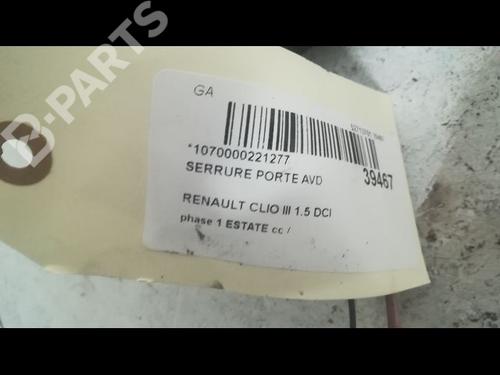 B-PARTS
GA
*1070000221277
SERRURE PORTE AVD
39467
RENAULT CLIO III 1.5 DCI
phase 1 ESTATE cc /